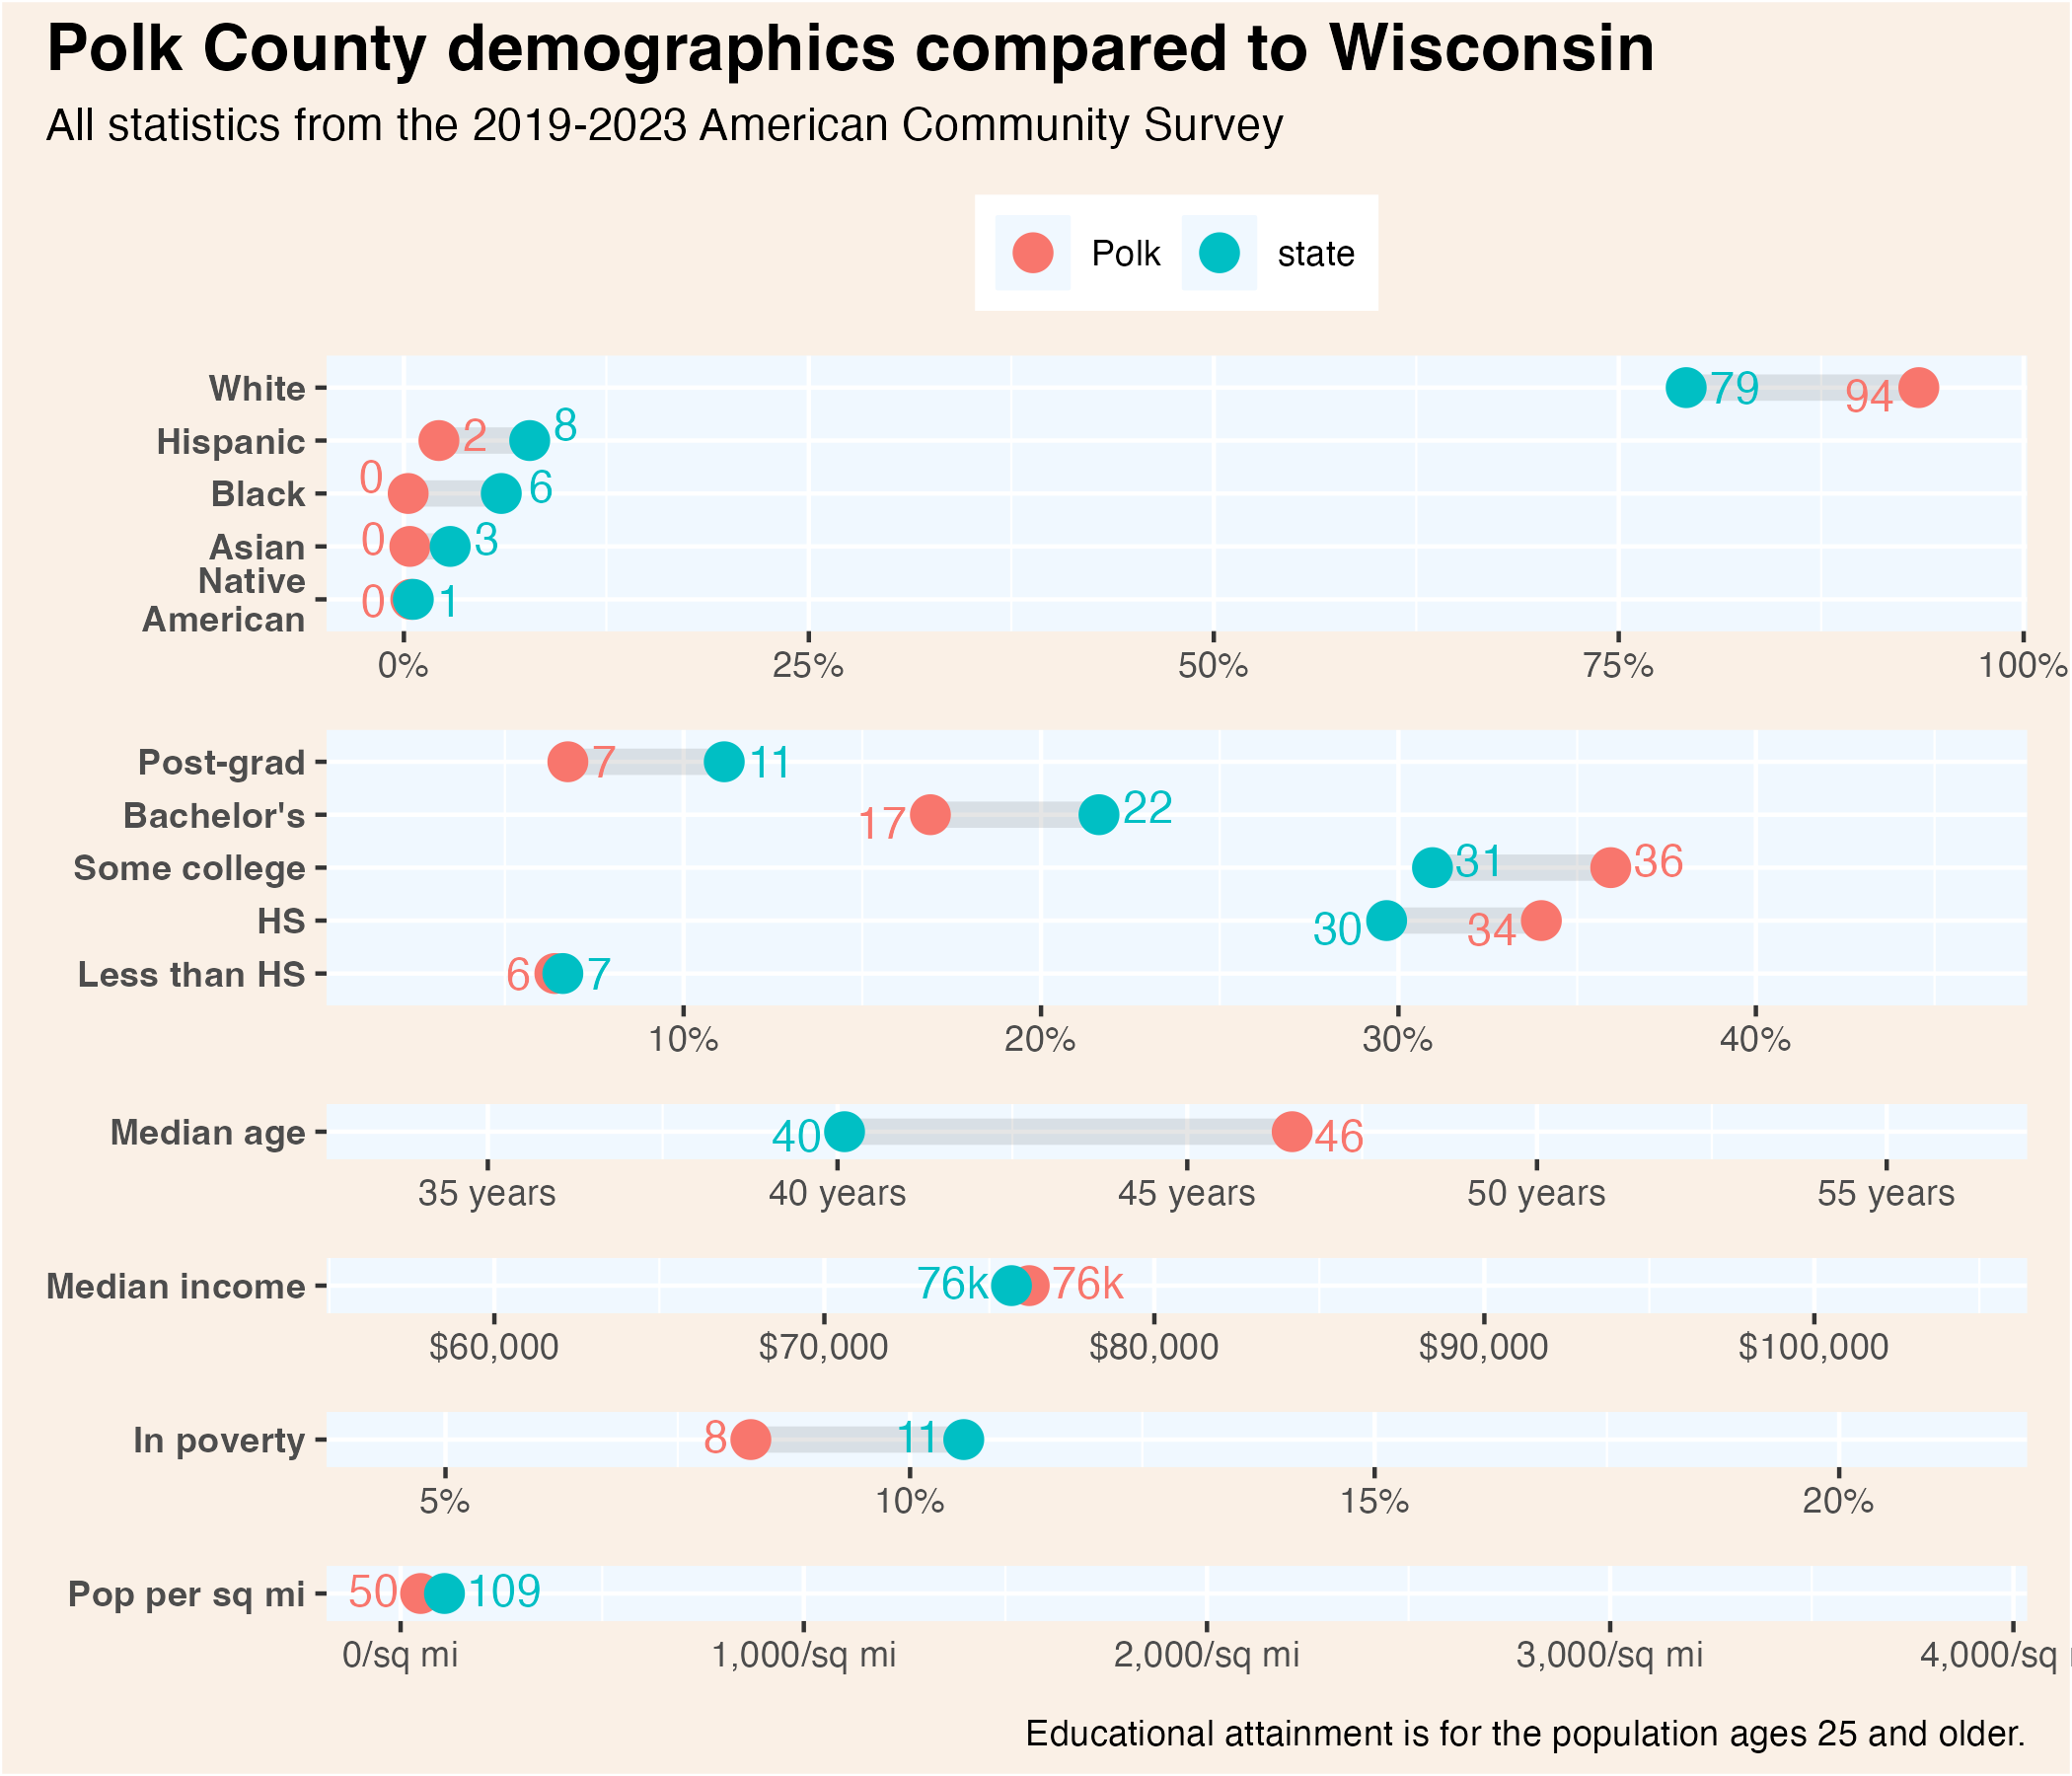 Polk County demographics compared to Wisconsin
All statistics from the 2019-2023 American Community Survey
Polk state
White 79 94
Hispanic 2 8
Black 0 6
Asian 0 3
Native
American 0 1
0% 25% 50% 75% 100%
Post-grad 7 11
Bachelor's 17 22
Some college 31 36
HS 30 34
Less than HS 6 7
10% 20% 30% 40%
Median age 40 46
35 years 40 years 45 years 50 years 55 years
Median income 76k 76k
$60,000 $70,000 $80,000 $90,000 $100,000
In poverty 8 11
5% 10% 15% 20%
Pop per sq mi 50 109
0/sq mi 1,000/sq mi 2,000/sq mi 3,000/sq mi 4,000/sq
Educational attainment is for the population ages 25 and older.